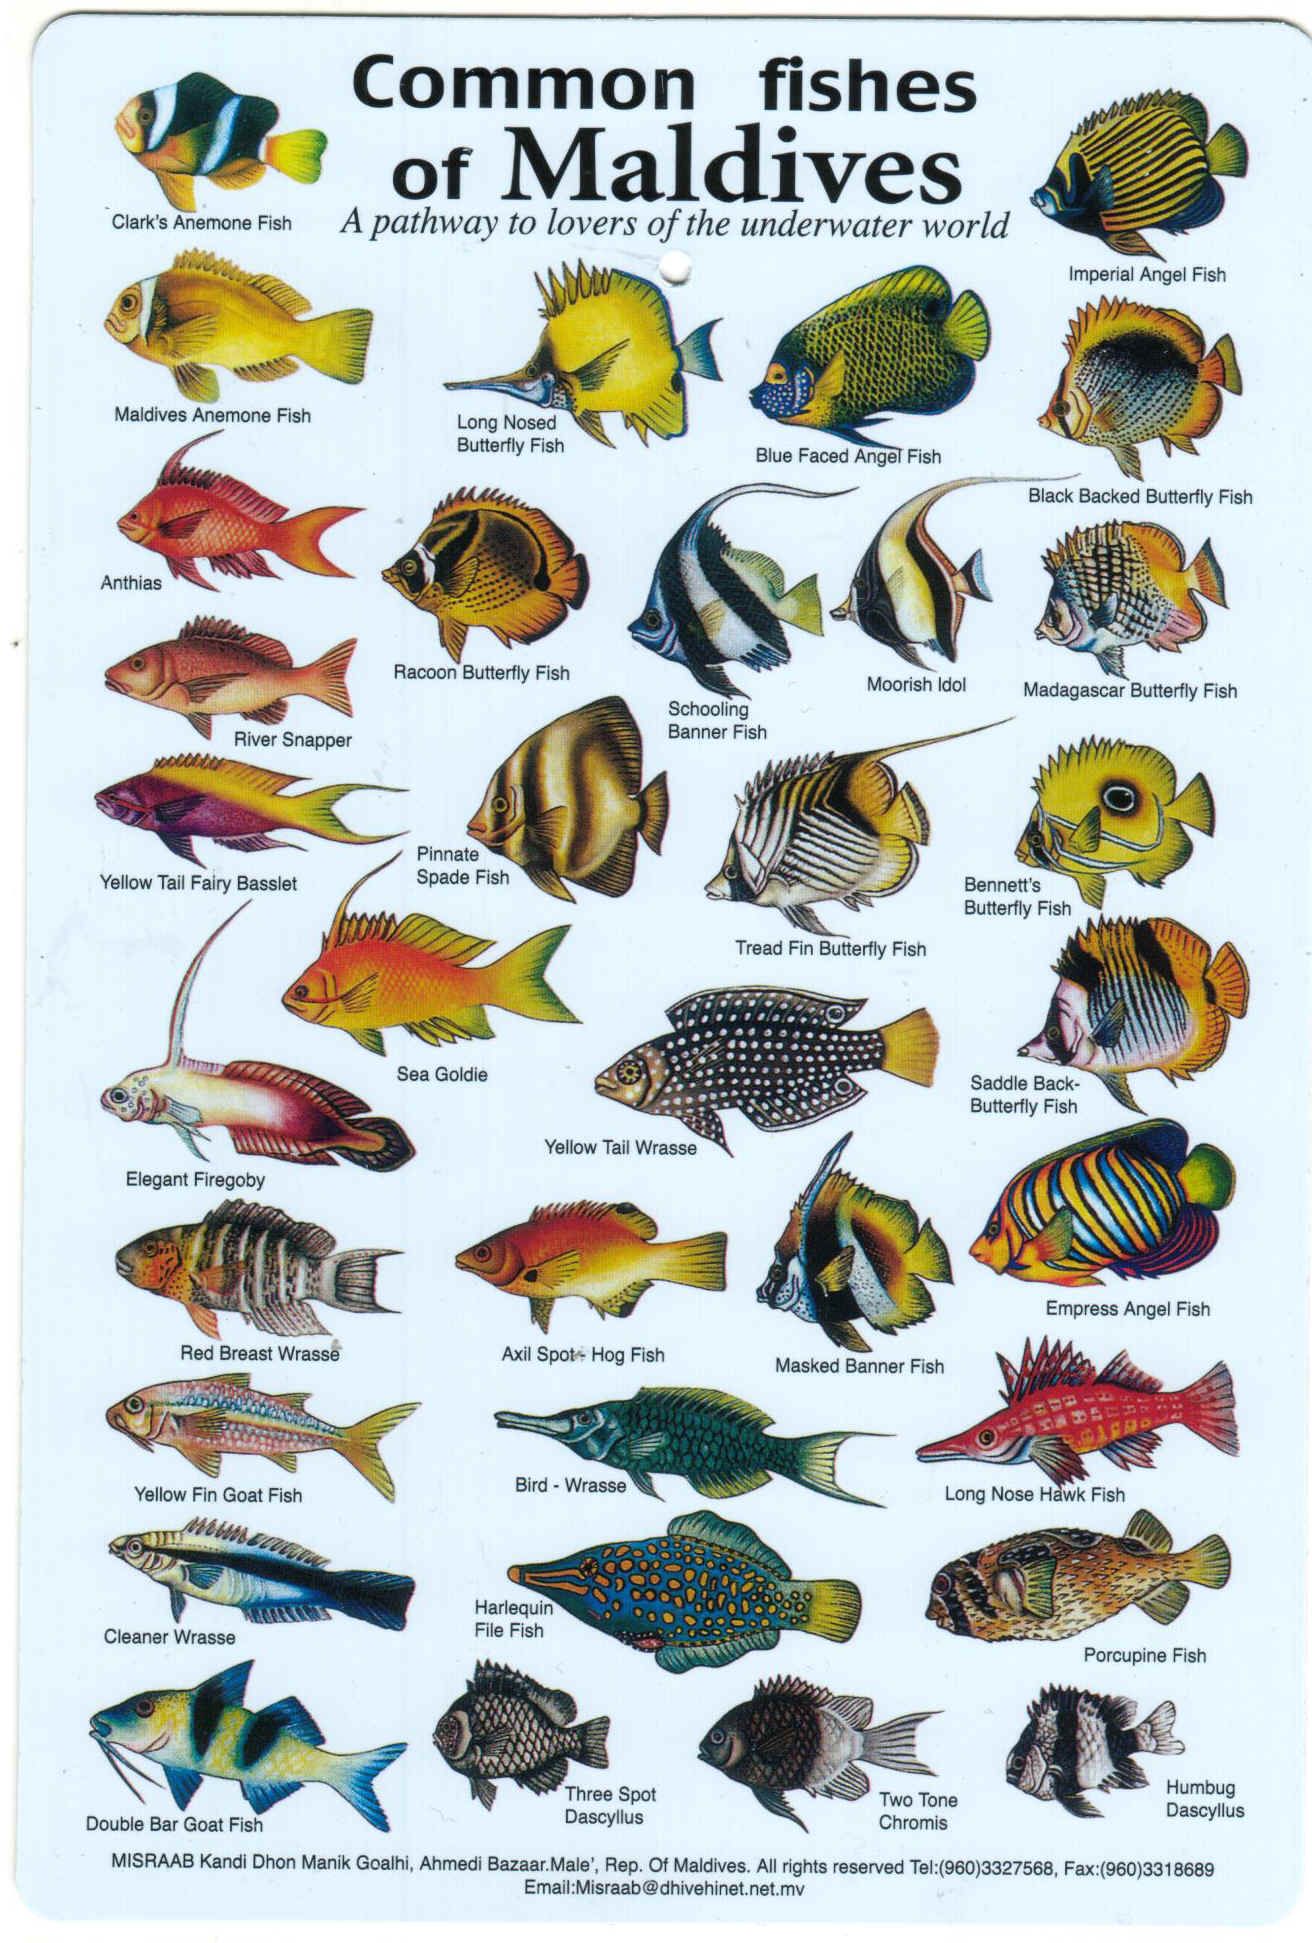 Common fishes
of Maldives
A pathway to lovers of the underwater world
Clark's Anemone Fish
Imperial Angel Fish
Maldives Anemone Fish
Long Nosed
Butterfly Fish
Blue Faced Angel Fish
Black Backed Butterfly Fish
Anthias
Racoon Butterfly Fish
Schooling
Banner Fish
Moorish Idol
Madagascar Butterfly Fish
River Snapper
Yellow Tail Fairy Basslet
Pinnate
Spade Fish
Tread Fin Butterfly Fish
Bennett's
Butterfly Fish
Sea Goldie
Saddle Back-
Butterfly Fish
Elegant Firegoby
Yellow Tail Wrasse
Empress Angel Fish
Red Breast Wrasse
Axil Spot - Hog Fish
Masked Banner Fish
Yellow Fin Goat Fish
Bird - Wrasse
Long Nose Hawk Fish
Cleaner Wrasse
Harlequin
File Fish
Porcupine Fish
Double Bar Goat Fish
Three Spot
Dascyllus
Two Tone
Chromis
Humbug
Dascyllus
MISRAAB Kandi Dhon Manik Goalhi, Ahmedi Bazaar.Male', Rep. Of Maldives. All rights reserved Tel:(960)3327568, Fax:(960)3318689
Email:Misraab@dhivehinet.net.mv